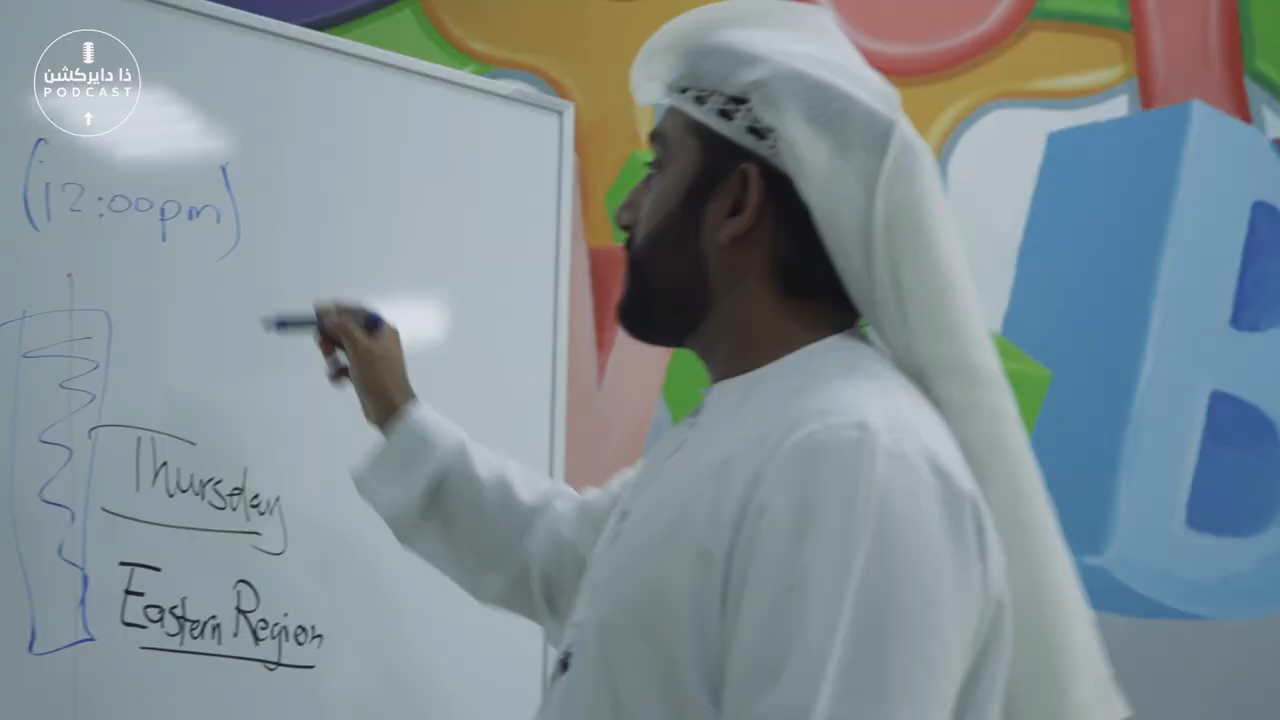 ذا دايركشن
PODCAST
(12:00pm)
Thursday
Eastern Region
B